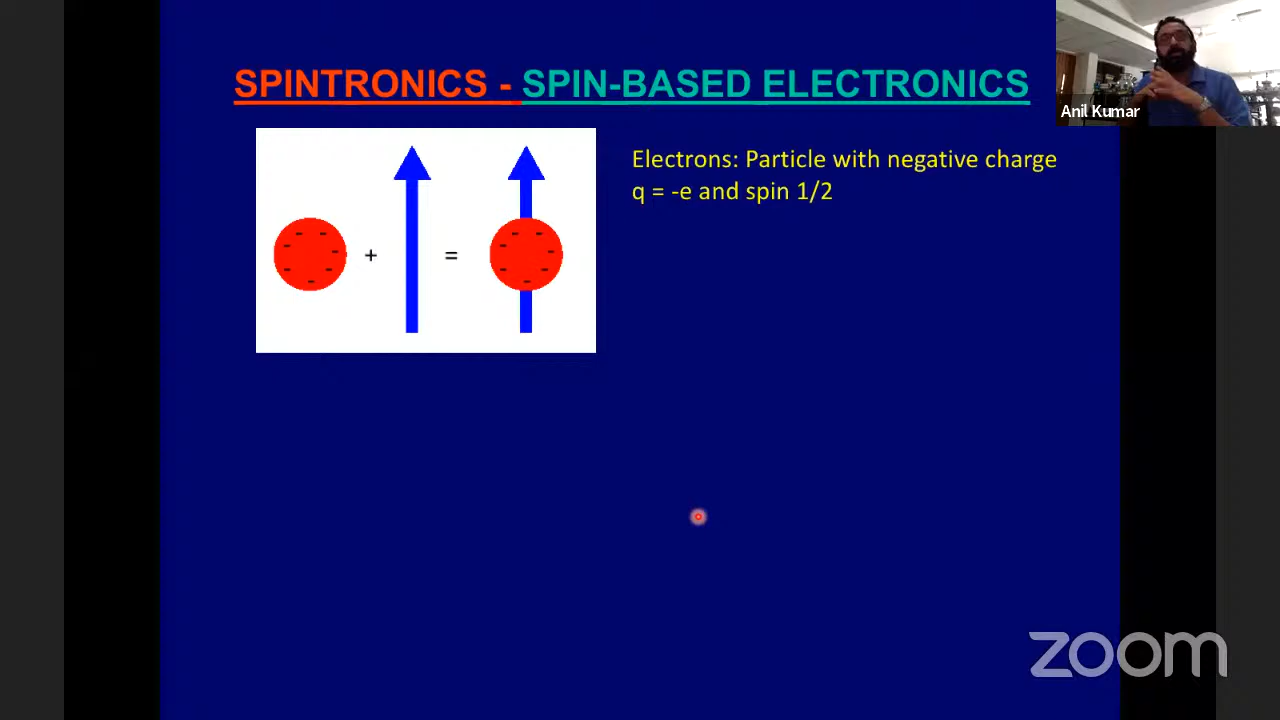 SPINTRONICS - SPIN-BASED ELECTRONICS
Anil Kumar
Electrons: Particle with negative charge
q = -e and spin 1/2
+ =
zoom